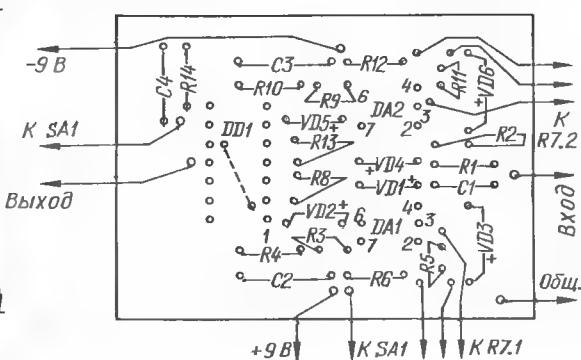 -9 В
К SA1
Выход
C4
R14
C3
R12
R10
R9
6
DA2
4
R11
+VD6
3
К
R7.2
DD1
VD5+
7
2
R13
R2
+VD4
R1
R8
+VD1+
C1
VD2+
6
4
DA1
3
+VD3
1
R3
7
2
R4
R5
C2
R6
Вход
Общ.
+9 В
К SA1
К R7.1